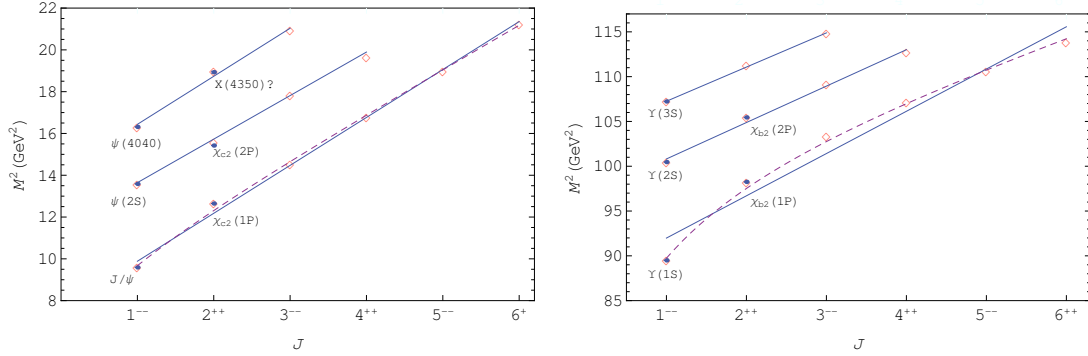 22
20
18
16
14
12
10
8
M² (GeV²)
X(4350)?
ψ(4040)
χc2(2P)
ψ(2S)
χc2(1P)
J/ψ
1−− 2++ 3−− 4++ 5−− 6+
J
115
110
105
100
95
90
85
M² (GeV²)
Υ(3S)
χb2(2P)
Υ(2S)
χb2(1P)
Υ(1S)
1−− 2++ 3−− 4++ 5−− 6++
J